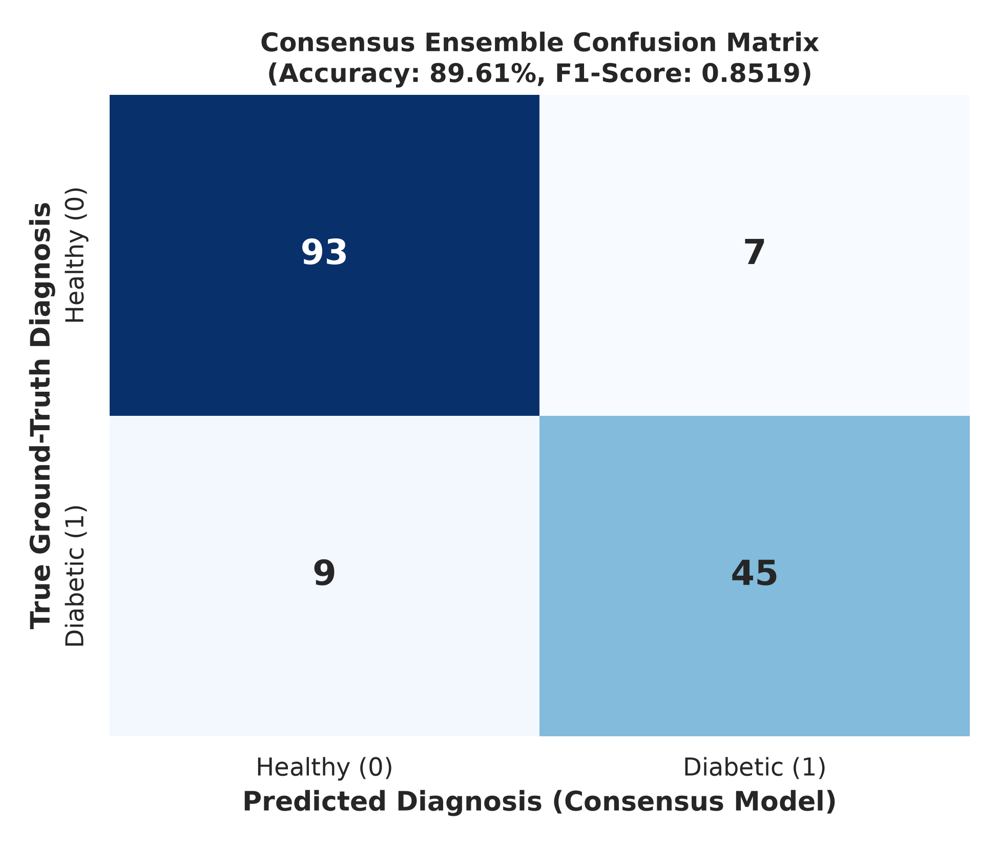 Consensus Ensemble Confusion Matrix
(Accuracy: 89.61%, F1-Score: 0.8519)
True Ground-Truth Diagnosis
Healthy (0)
93
7
Diabetic (1)
9
45
Healthy (0)
Diabetic (1)
Predicted Diagnosis (Consensus Model)